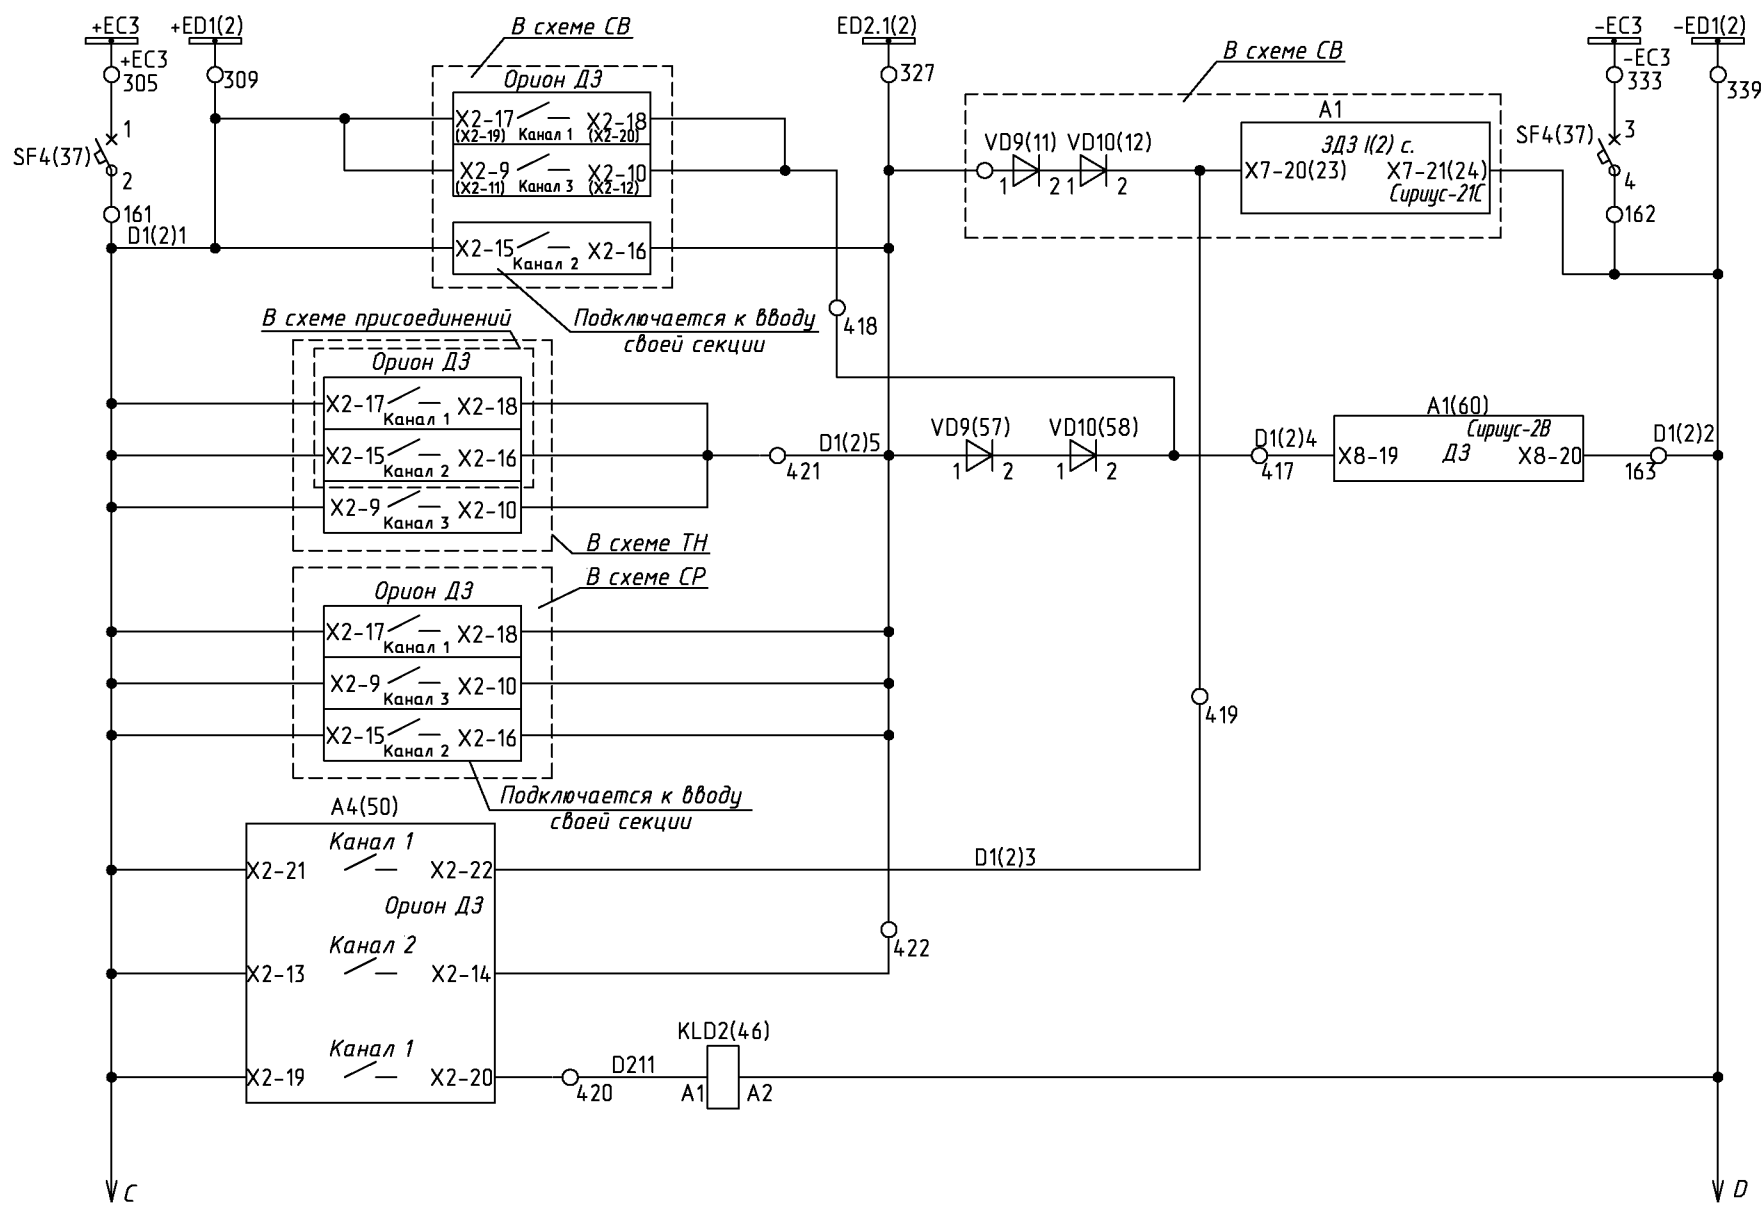 +EC3
+ED1(2)
В схеме СВ
ED2.1(2)
-EC3
-ED1(2)
+EC3
305
309
327
В схеме СВ
-EC3
333
339
Орион ДЗ
X2-17
X2-18
(X2-19)
Канал 1
(X2-20)
X2-9
X2-10
(X2-11)
Канал 3
(X2-12)
X2-15
X2-16
Канал 2
SF4(37)
1
2
161
D1(2)1
VD9(11)
VD10(12)
1
2
1
2
A1
ЗДЗ I(2) с.
X7-20(23)
X7-21(24)
Сириус-21С
SF4(37)
3
4
162
В схеме присоединений
Подключается к вводу
своей секции
418
Орион ДЗ
X2-17
X2-18
Канал 1
X2-15
X2-16
Канал 2
X2-9
X2-10
Канал 3
421
D1(2)5
VD9(57)
VD10(58)
1
2
1
2
D1(2)4
417
A1(60)
Сириус-2В
X8-19
ДЗ
X8-20
D1(2)2
163
В схеме ТН
В схеме СР
Орион ДЗ
X2-17
X2-18
Канал 1
X2-9
X2-10
Канал 3
X2-15
X2-16
Канал 2
419
Подключается к вводу
своей секции
A4(50)
Канал 1
X2-21
X2-22
D1(2)3
Орион ДЗ
Канал 2
X2-13
X2-14
422
Канал 1
X2-19
X2-20
420
D211
KLD2(46)
A1
A2
C
D